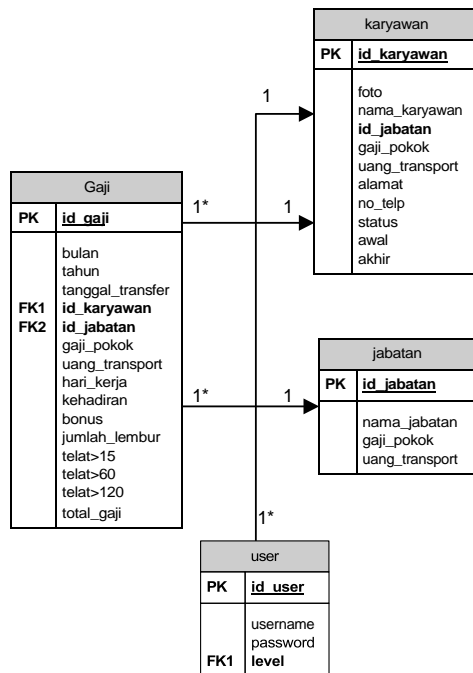 karyawan
PK id_karyawan
foto
nama_karyawan
id_jabatan
gaji_pokok
uang_transport
alamat
no_telp
status
awal
akhir
1
1* 1
Gaji
PK id_gaji
bulan
tahun
tanggal_transfer
FK1 id_karyawan
FK2 id_jabatan
gaji_pokok
uang_transport
hari_kerja
kehadiran
bonus
jumlah_lembur
telat>15
telat>60
telat>120
total_gaji
1* 1
jabatan
PK id_jabatan
nama_jabatan
gaji_pokok
uang_transport
1*
user
PK id_user
username
password
FK1 level